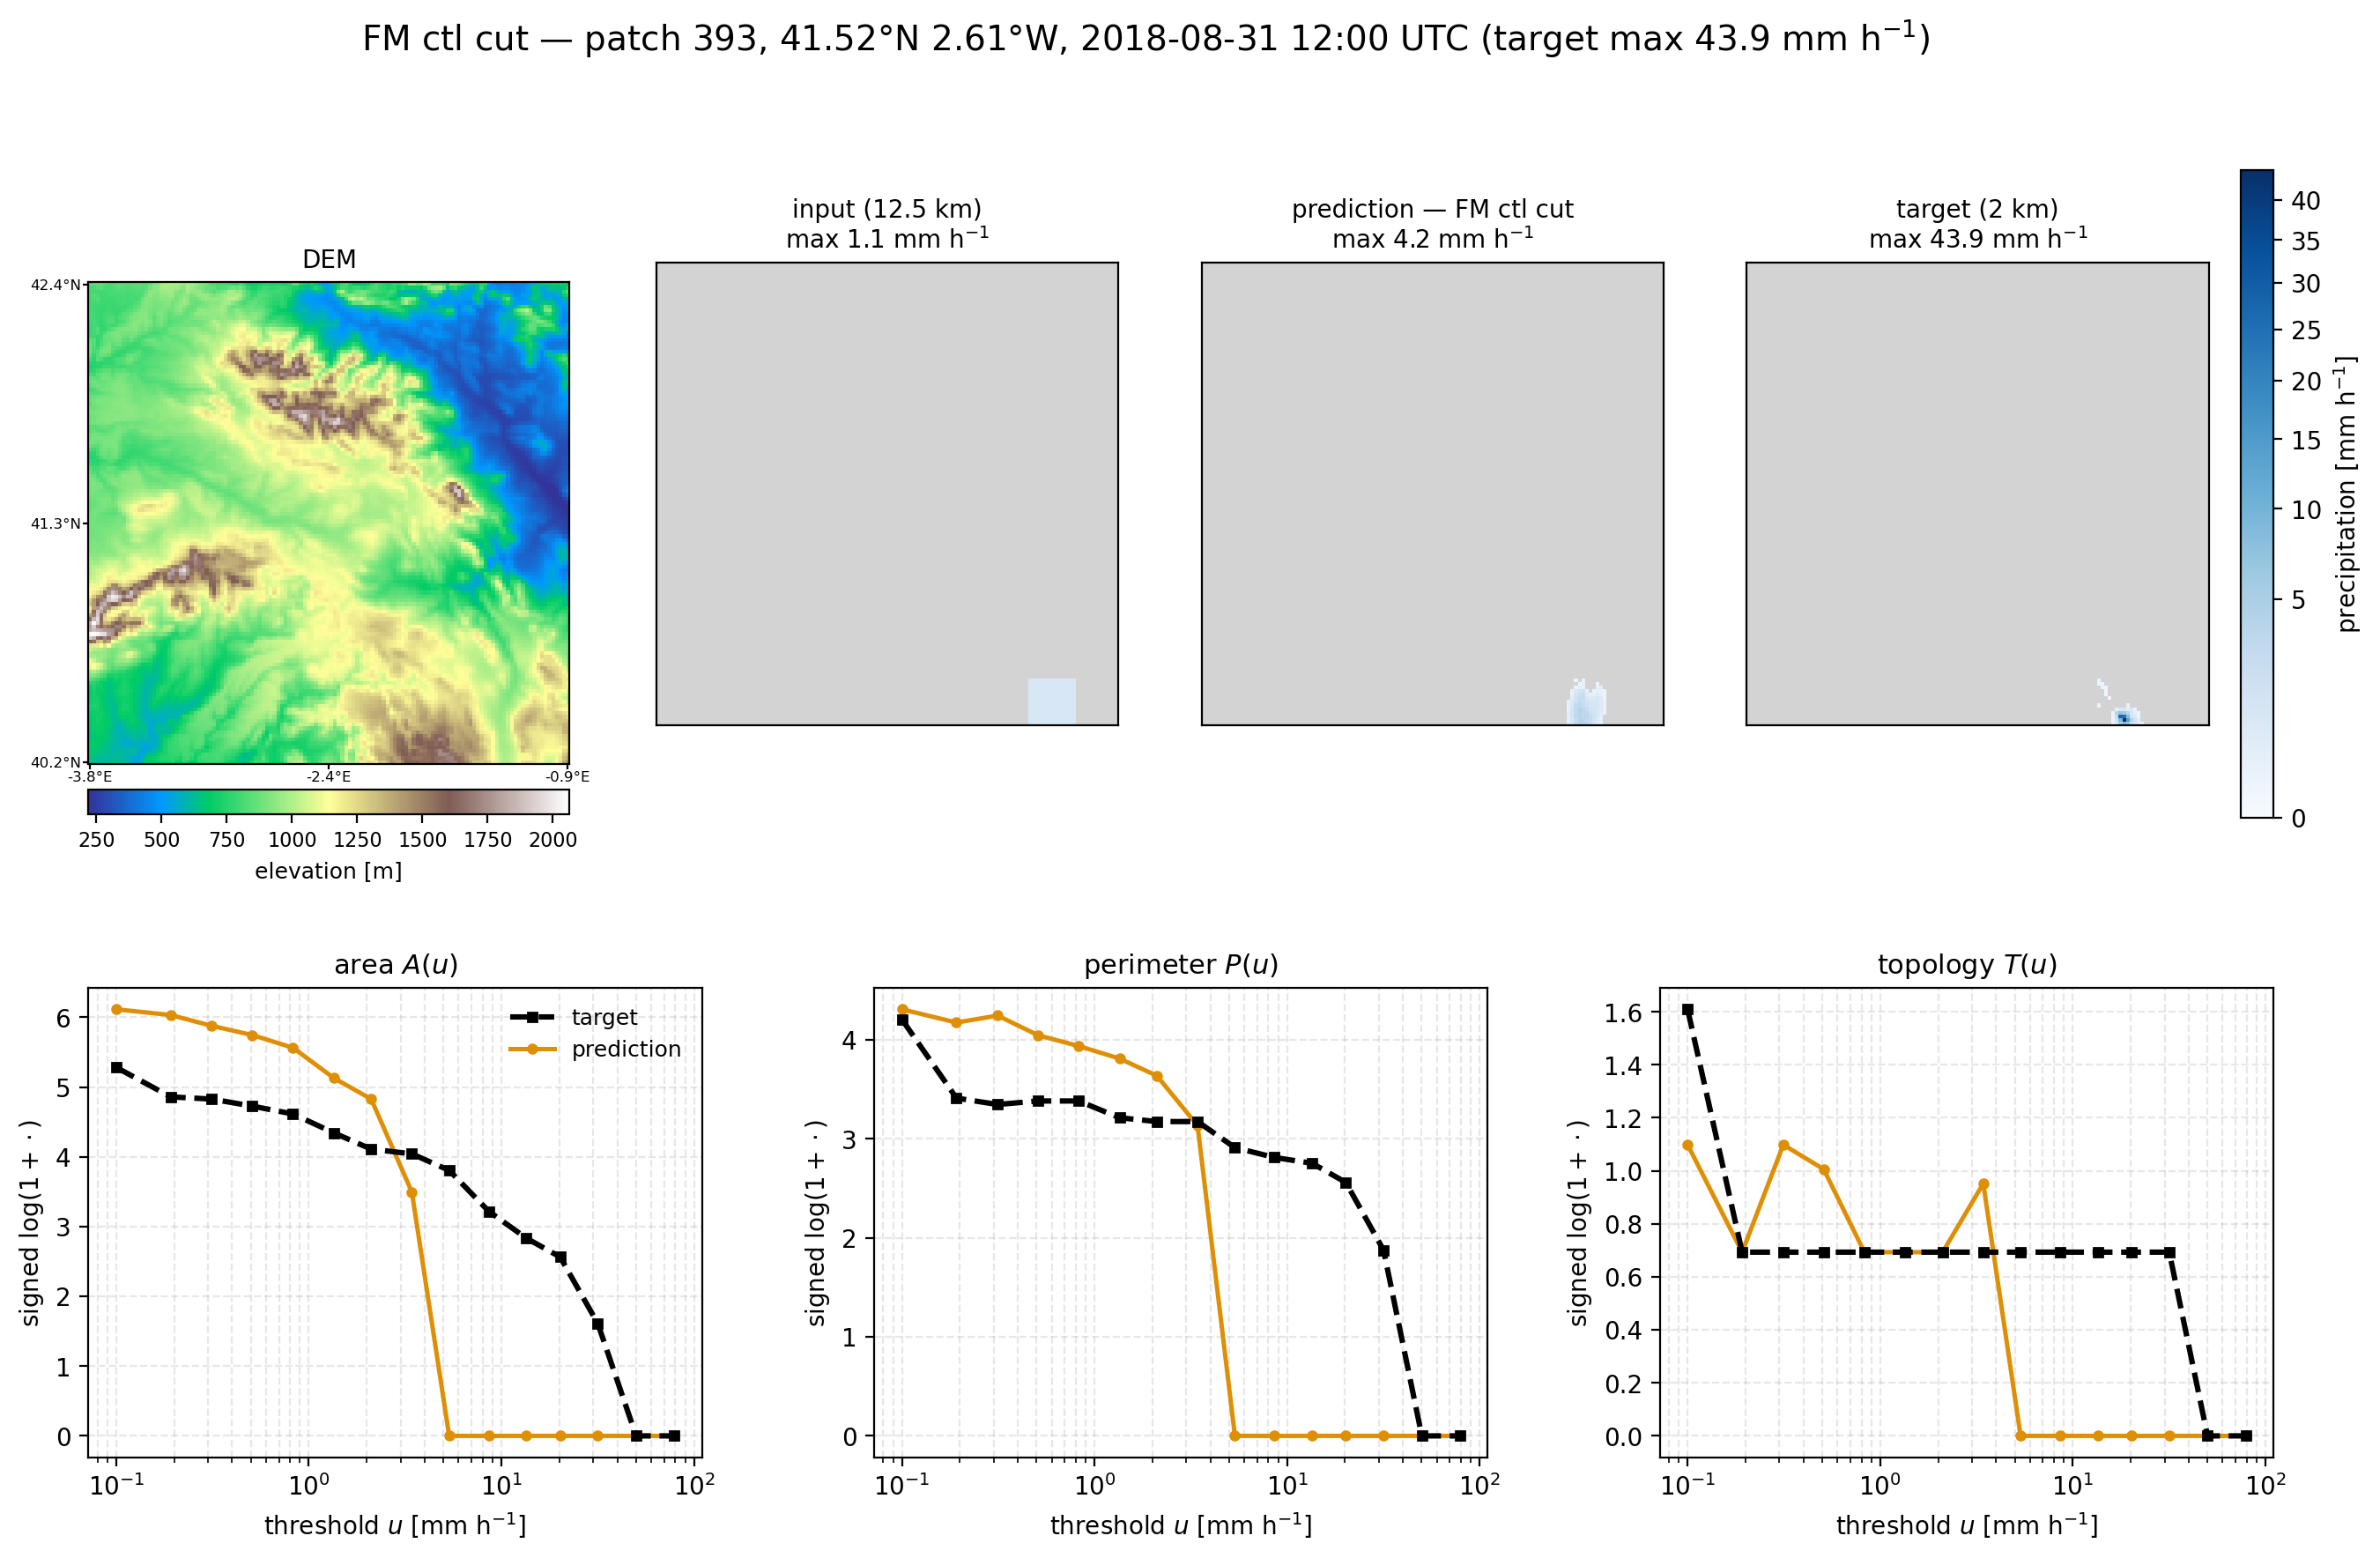 FM ctl cut — patch 393, 41.52°N 2.61°W, 2018-08-31 12:00 UTC (target max 43.9 mm h⁻¹)
DEM
42.4°N
41.3°N
40.2°N
-3.8°E
-2.4°E
-0.9°E
250
500
750
1000
1250
1500
1750
2000
elevation [m]
input (12.5 km)
max 1.1 mm h⁻¹
prediction — FM ctl cut
max 4.2 mm h⁻¹
target (2 km)
max 43.9 mm h⁻¹
40
35
30
25
20
15
10
5
0
precipitation [mm h⁻¹]
area A(u)
target
prediction
6
5
4
3
2
1
0
signed log(1 + ·)
10⁻¹
10⁰
10¹
10²
threshold u [mm h⁻¹]
perimeter P(u)
4
3
2
1
0
signed log(1 + ·)
10⁻¹
10⁰
10¹
10²
threshold u [mm h⁻¹]
topology T(u)
1.6
1.4
1.2
1.0
0.8
0.6
0.4
0.2
0.0
signed log(1 + ·)
10⁻¹
10⁰
10¹
10²
threshold u [mm h⁻¹]